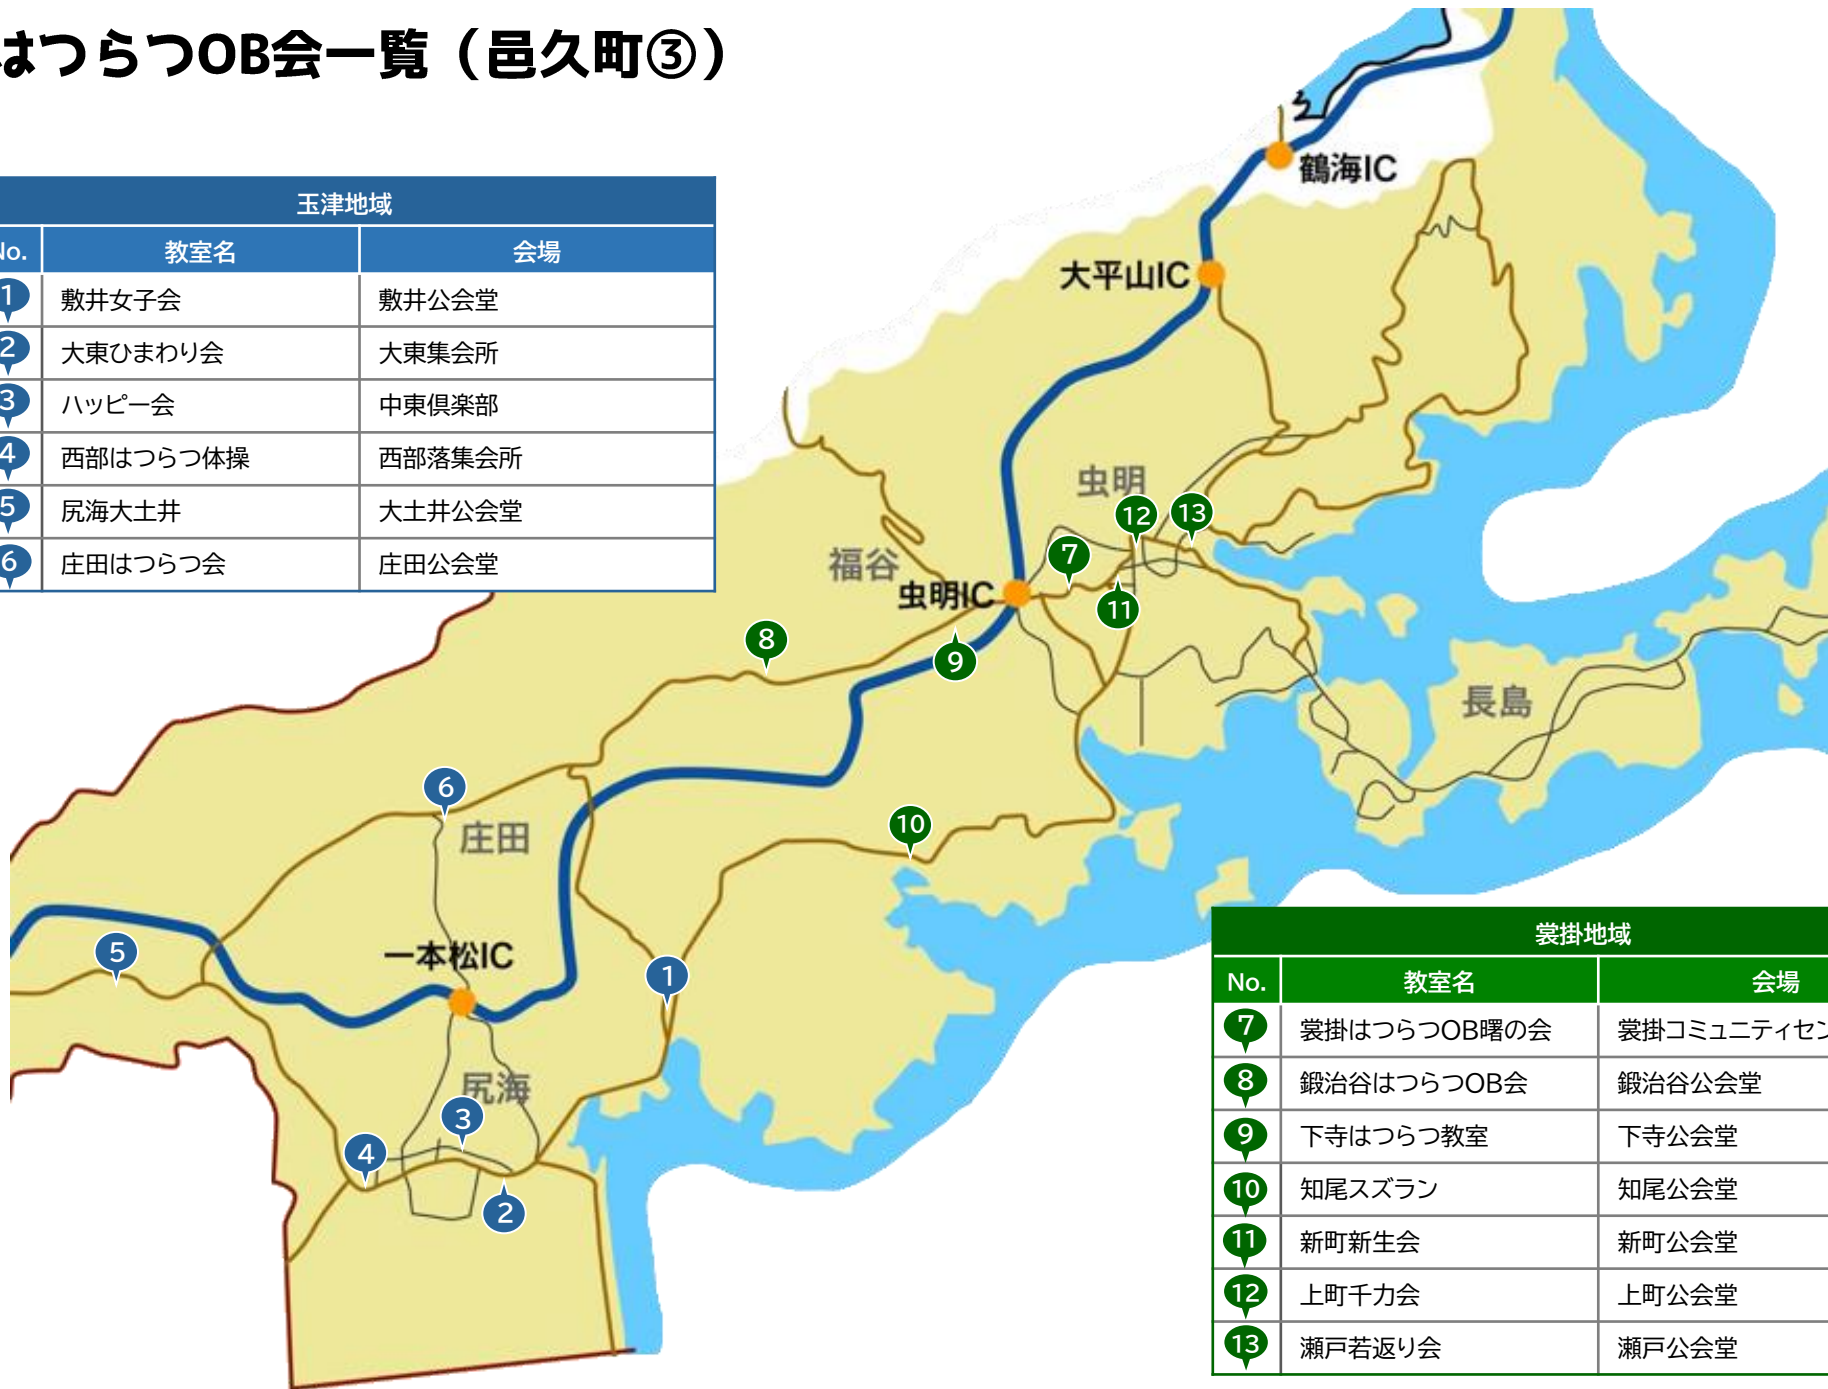 はつらつOB会一覧（邑久町③）
玉津地域
No. 教室名 会場
1 敷井女子会 敷井公会堂
2 大東ひまわり会 大東集会所
3 ハッピー会 中東倶楽部
4 西部はつらつ体操 西部落集会所
5 尻海大土井 大土井公会堂
6 庄田はつらつ会 庄田公会堂
鶴海IC
大平山IC
虫明
12 13
福谷
7
虫明IC
11
8
9
長島
6
10
庄田
5
一本松IC
1
尻海
3
4
2
裳掛地域
No. 教室名 会場
7 裳掛はつらつOB曙の会 裳掛コミュニティセン
8 鍛治谷はつらつOB会 鍛治谷公会堂
9 下寺はつらつ教室 下寺公会堂
10 知尾スズラン 知尾公会堂
11 新町新生会 新町公会堂
12 上町千力会 上町公会堂
13 瀬戸若返り会 瀬戸公会堂